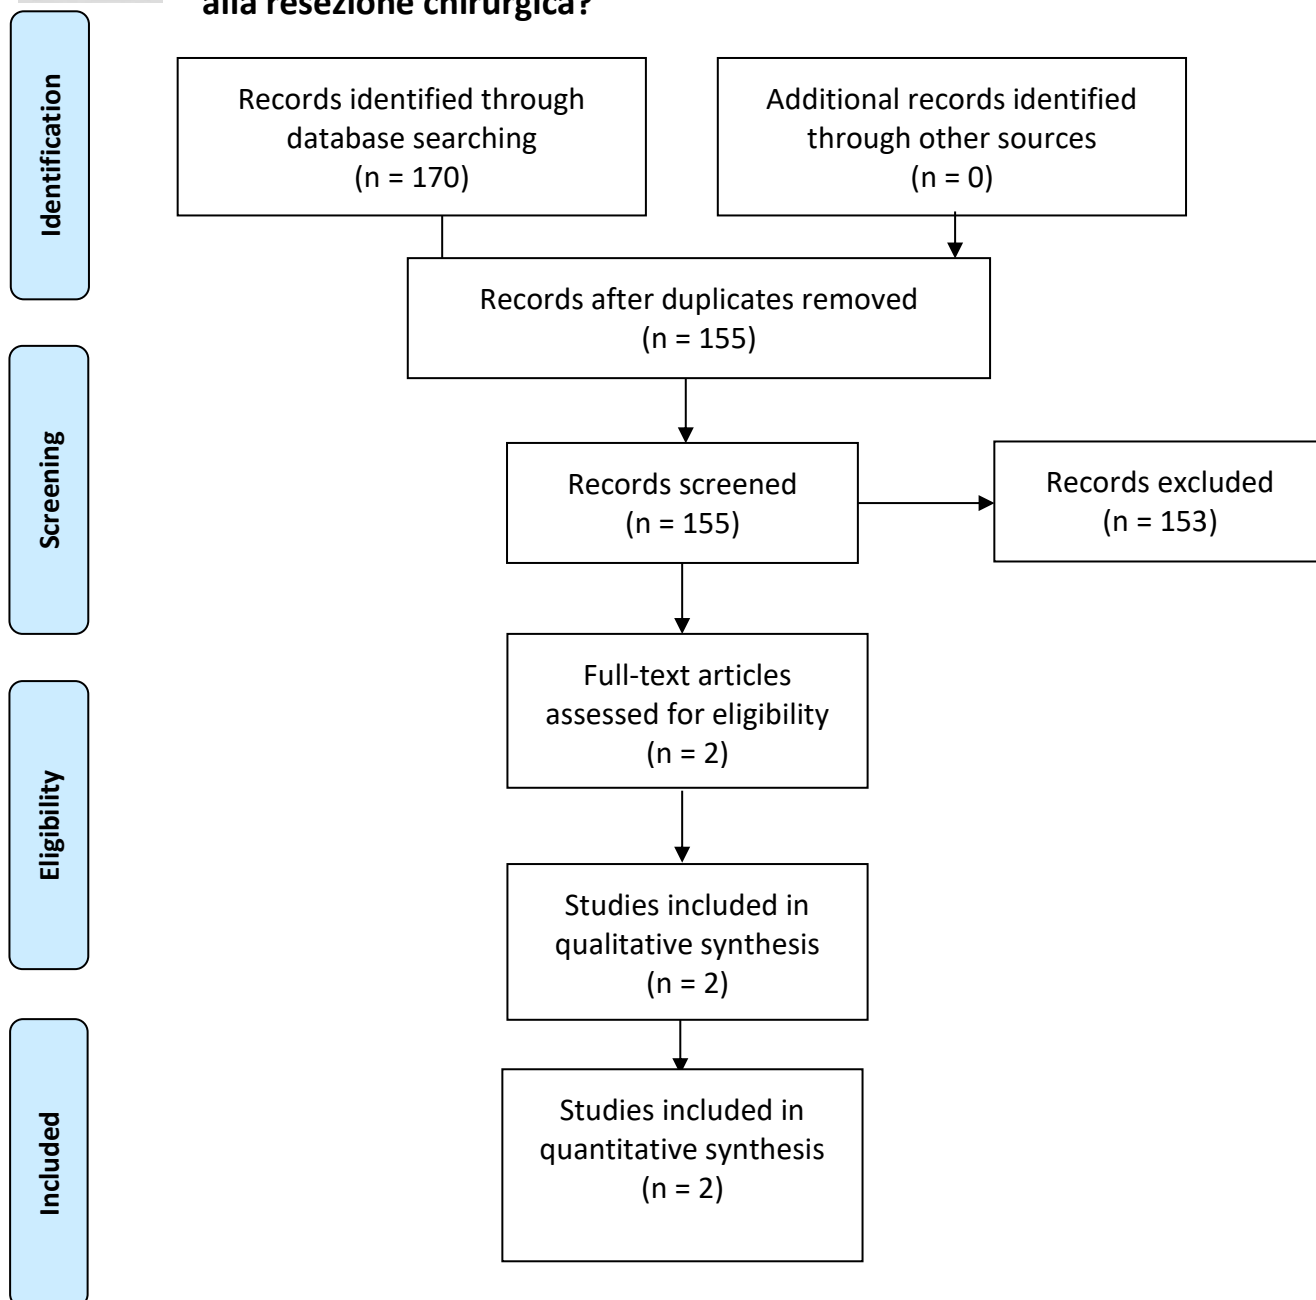 alla resezione chirurgica?
Identification
Records identified through
database searching
(n = 170)
Additional records identified
through other sources
(n = 0)
Records after duplicates removed
(n = 155)
Screening
Records screened
(n = 155)
Records excluded
(n = 153)
Eligibility
Full-text articles
assessed for eligibility
(n = 2)
Studies included in
qualitative synthesis
(n = 2)
Included
Studies included in
quantitative synthesis
(n = 2)